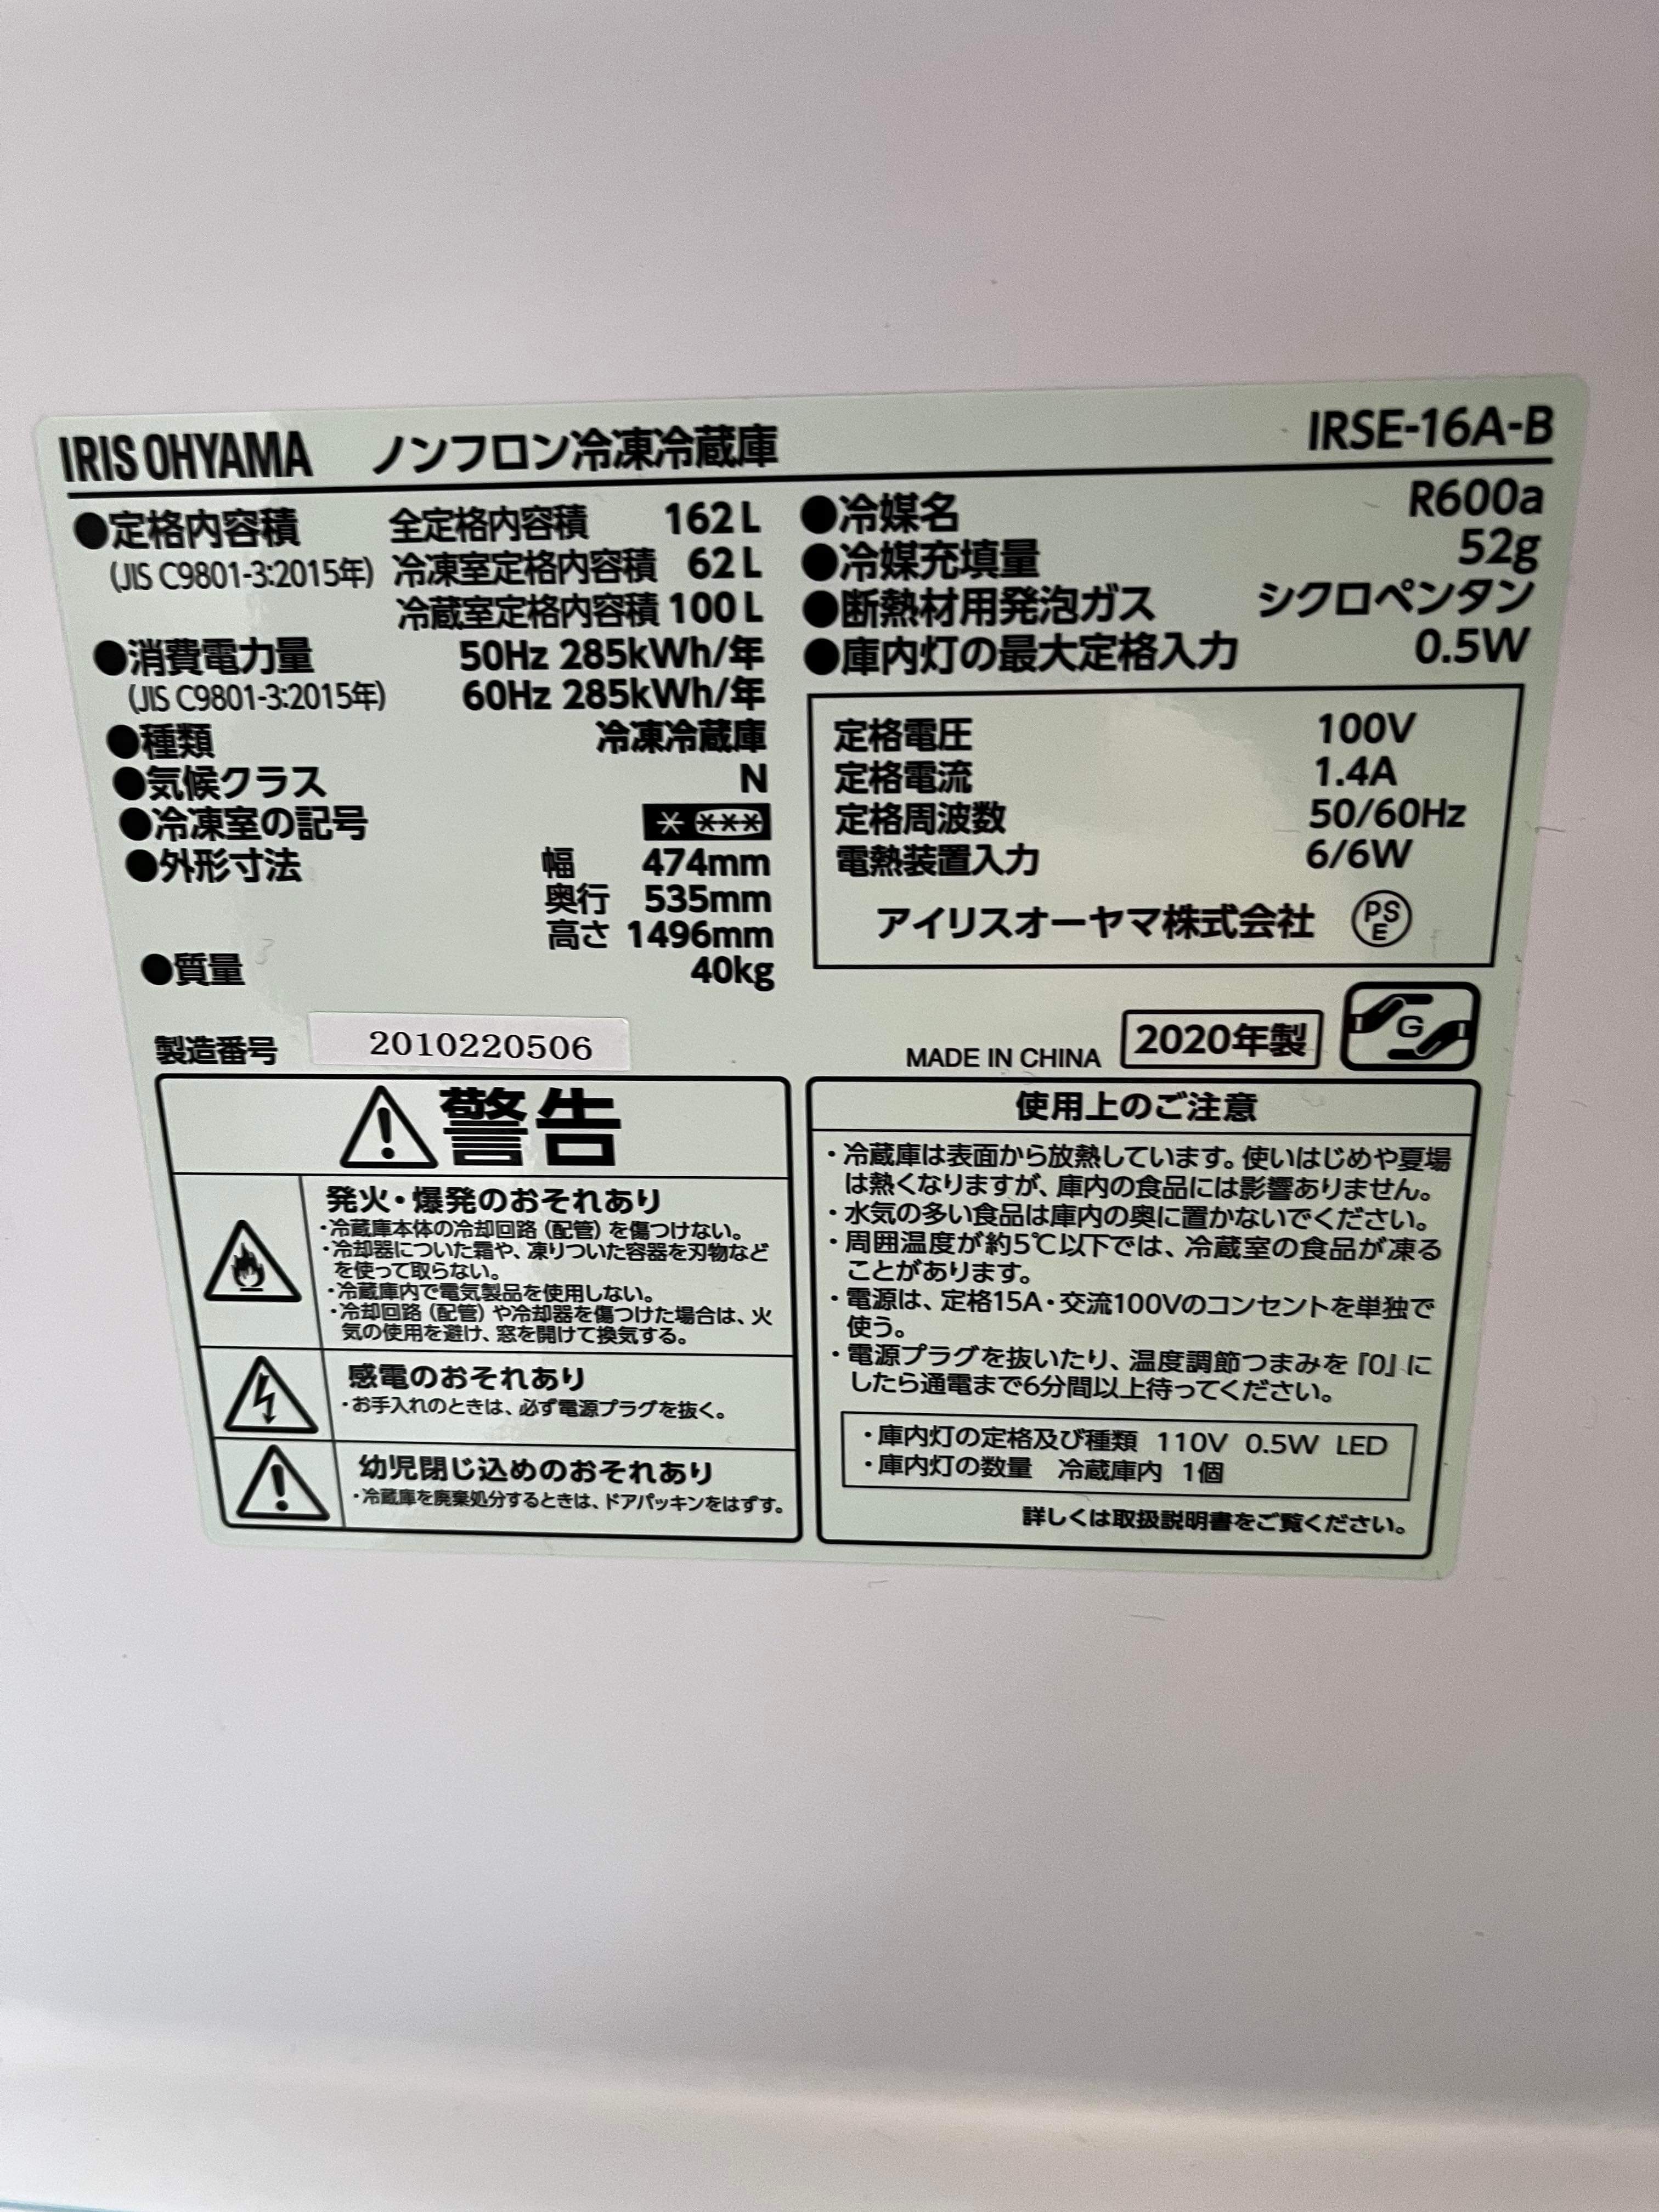 IRIS OHYAMA ノンフロン冷凍冷蔵庫 IRSE-16A-B
●定格内容積 全定格内容積 162L
(JIS C9801-3:2015年) 冷凍室定格内容積 62L
冷蔵室定格内容積 100L
●消費電力量 50Hz 285kWh/年
(JIS C9801-3:2015年) 60Hz 285kWh/年
●種類 冷凍冷蔵庫
●気候クラス N
●冷凍室の記号 * ***
●外形寸法 幅 474mm
奥行 535mm
高さ 1496mm
●質量 40kg
●冷媒名 R600a
●冷媒充填量 52g
●断熱材用発泡ガス シクロペンタン
●庫内灯の最大定格入力 0.5W
定格電圧 100V
定格電流 1.4A
定格周波数 50/60Hz
電熱装置入力 6/6W
アイリスオーヤマ株式会社 PSE
製造番号 2010220506
MADE IN CHINA 2020年製 G
警告
発火・爆発のおそれあり
・冷蔵庫本体の冷却回路（配管）を傷つけない。
・冷却器についた霜や、凍りついた容器を刃物など
を使って取らない。
・冷蔵庫内で電気製品を使用しない。
・冷却回路（配管）や冷却器を傷つけた場合は、火
気の使用を避け、窓を開けて換気する。
感電のおそれあり
・お手入れのときは、必ず電源プラグを抜く。
幼児閉じ込めのおそれあり
・冷蔵庫を廃棄処分するときは、ドアパッキンをはずす。
使用上のご注意
・冷蔵庫は表面から放熱しています。使いはじめや夏場
は熱くなりますが、庫内の食品には影響ありません。
・水気の多い食品は庫内の奥に置かないでください。
・周囲温度が約5℃以下では、冷蔵室の食品が凍る
ことがあります。
・電源は、定格15A・交流100Vのコンセントを単独で
使う。
・電源プラグを抜いたり、温度調節つまみを『0』に
したら通電まで6分間以上待ってください。
・庫内灯の定格及び種類 110V 0.5W LED
・庫内灯の数量 冷蔵庫内 1個
詳しくは取扱説明書をご覧ください。